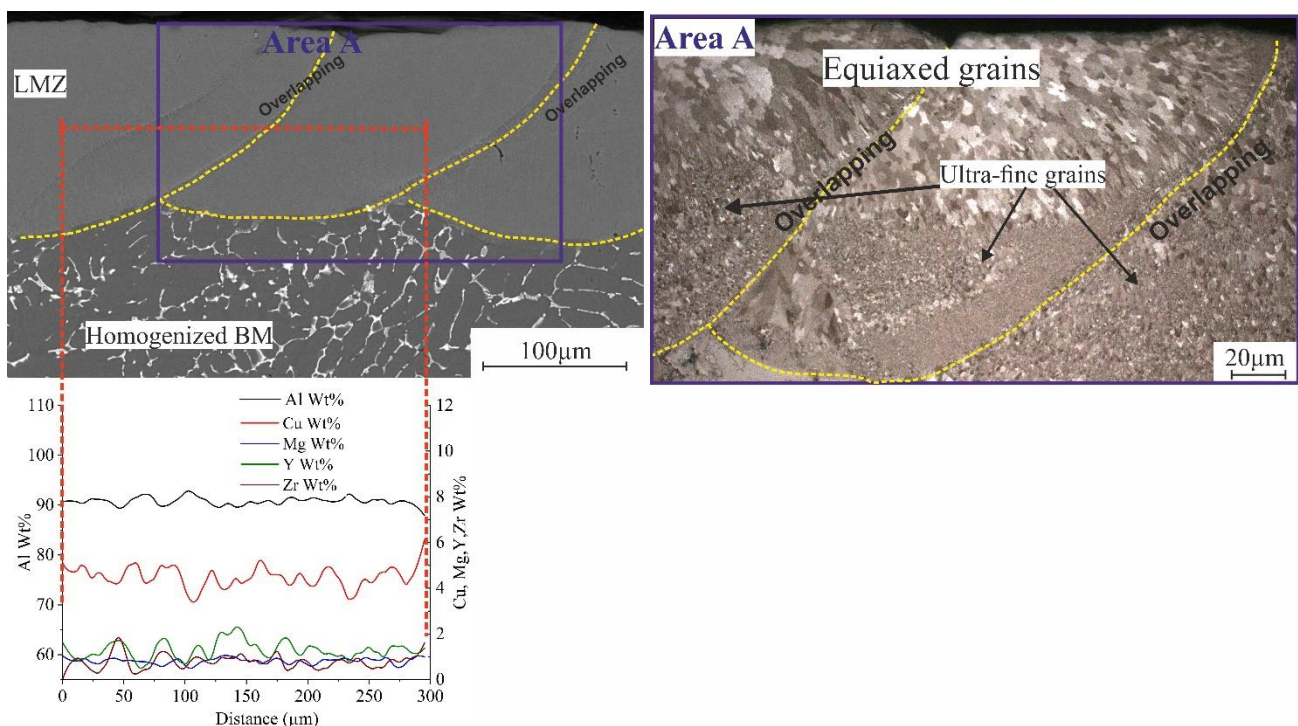 Area A
LMZ
Overlapping
Overlapping
Homogenized BM
100μm
Area A
Equiaxed grains
Ultra-fine grains
Overlapping
Overlapping
20μm
110
100
90
80
70
60
Al Wt%
Al Wt%
Cu Wt%
Mg Wt%
Y Wt%
Zr Wt%
12
10
8
6
4
2
0
Cu, Mg,Y,Zr Wt%
0 50 100 150 200 250 300
Distance (μm)